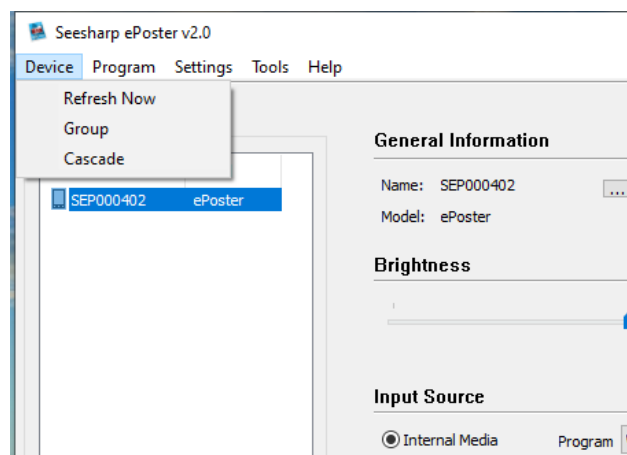 Seesharp ePoster v2.0
Device Program Settings Tools Help
Refresh Now
Group
Cascade
SEP000402 ePoster
General Information
Name: SEP000402 ...
Model: ePoster
Brightness
Input Source
Internal Media Program